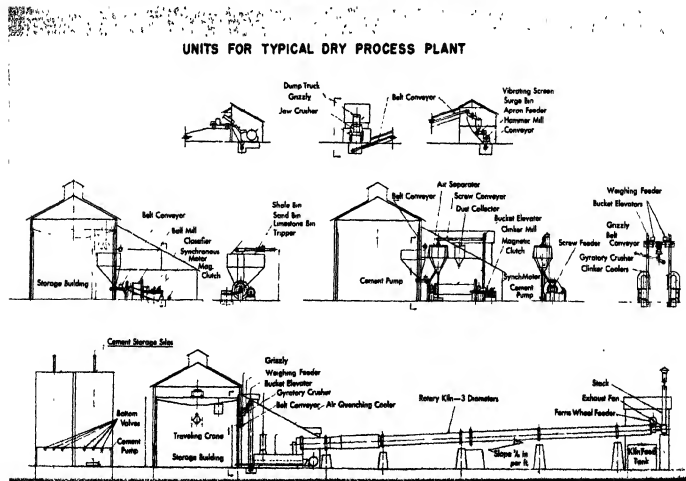 UNITS FOR TYPICAL DRY PROCESS PLANT
Dump Truck
Grizzly
Jaw Crusher
Belt Conveyor
Vibrating Screen
Surge Bin
Apron Feeder
Hammer Mill
Conveyor
Belt Conveyor
Ball Mill
Classifier
Synchronous
Motor
Mag.
Clutch
Storage Building
Shale Bin
Sand Bin
Limestone Bin
Tripper
Air Separator
Belt Conveyor
Screw Conveyor
Dust Collector
Bucket Elevator
Clinker Mill
Magnetic
Clutch
Synch Motor
Cement
Pump
Cement Pump
Screw Feeder
Weighing Feeder
Bucket Elevators
Grizzly
Belt
Conveyor
Gyratory Crusher
Clinker Coolers
Cement Storage Silos
Bottom
Valves
Cement
Pump
Grizzly
Weighing Feeder
Bucket Elevator
Gyratory Crusher
Belt Conveyor
Air Quenching Cooler
Traveling Crane
Storage Building
Rotary Kiln—3 Diameters
Slope
in
per ft.
Stack
Exhaust Fan
Ferris Wheel Feeder
Kiln Feed
Tank